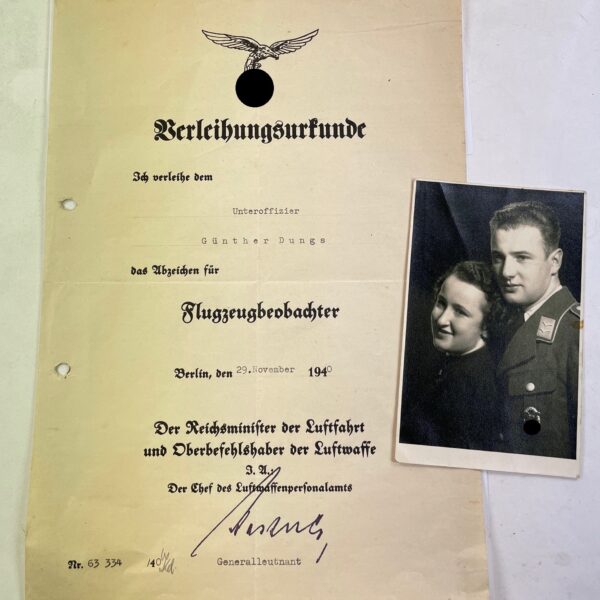 Verleihungsurkunde
Ich verleihe dem
Unteroffizier
Günther Dungs
das Abzeichen für
Flugzeugbeobachter
Berlin, den 29.November 1940
Der Reichsminister der Luftfahrt
und Oberbefehlshaber der Luftwaffe
I. A.
Der Chef des Luftwaffenpersonalamts
Generalleutnant
Nr. 63 334 /40